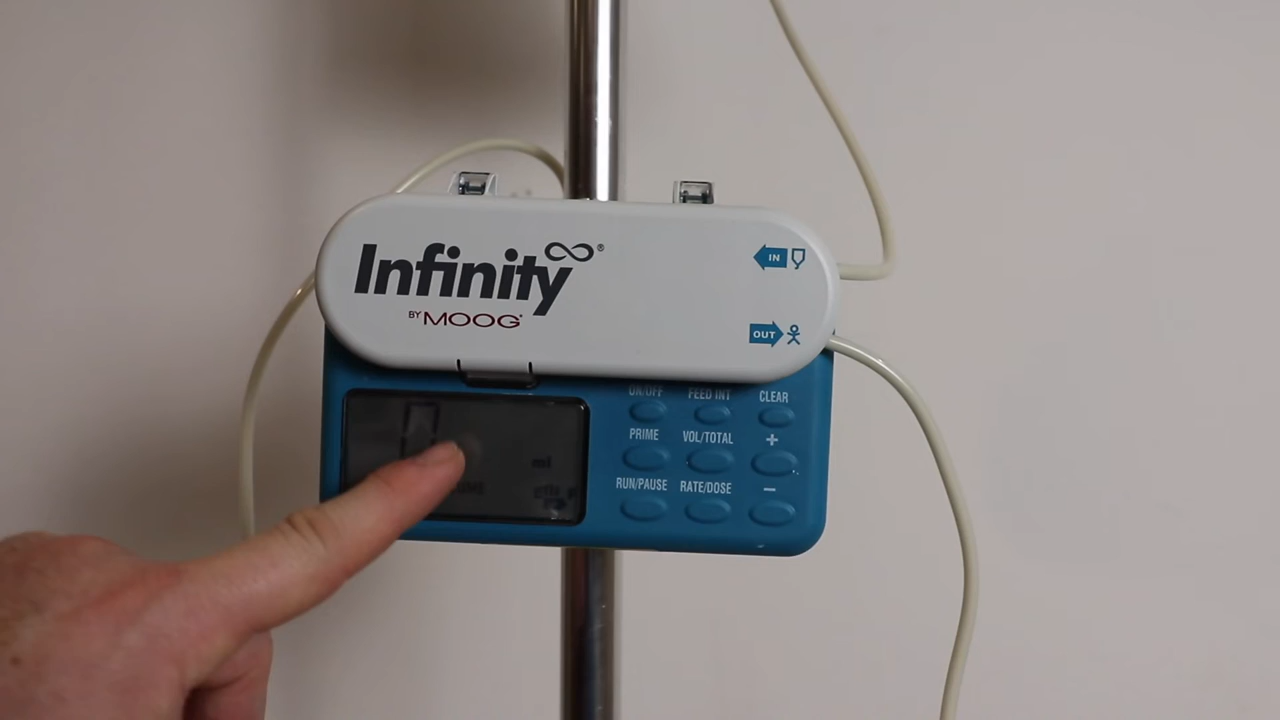 Infinity®
BY MOOG®
IN
OUT
ON/OFF FEED INT CLEAR
PRIME VOL/TOTAL +
RUN/PAUSE RATE/DOSE −
ml